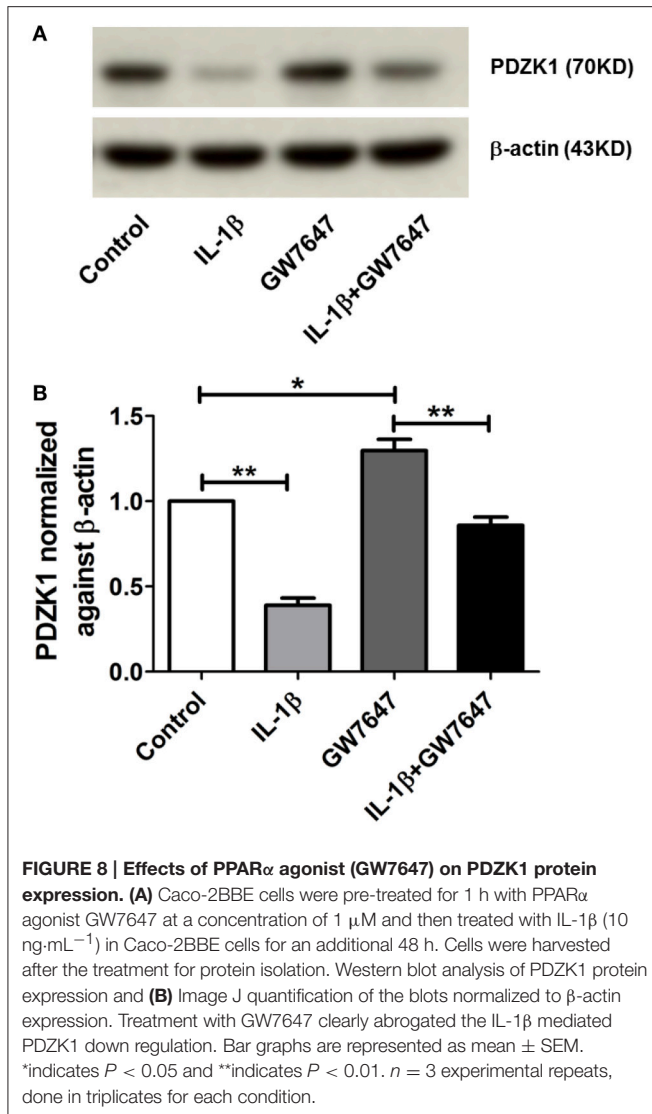 A
PDZK1 (70KD)
β-actin (43KD)
Control
IL-1β
GW7647
IL-1β+GW7647
B
PDZK1 normalized
against β-actin
1.5
1.0
0.5
0.0
*
**
**
Control
IL-1β
GW7647
IL-1β+GW7647
FIGURE 8 | Effects of PPARα agonist (GW7647) on PDZK1 protein
expression. (A) Caco-2BBE cells were pre-treated for 1 h with PPARα
agonist GW7647 at a concentration of 1 μM and then treated with IL-1β (10
ng·mL⁻¹) in Caco-2BBE cells for an additional 48 h. Cells were harvested
after the treatment for protein isolation. Western blot analysis of PDZK1 protein
expression and (B) Image J quantification of the blots normalized to β-actin
expression. Treatment with GW7647 clearly abrogated the IL-1β mediated
PDZK1 down regulation. Bar graphs are represented as mean ± SEM.
*indicates P < 0.05 and **indicates P < 0.01. n = 3 experimental repeats,
done in triplicates for each condition.